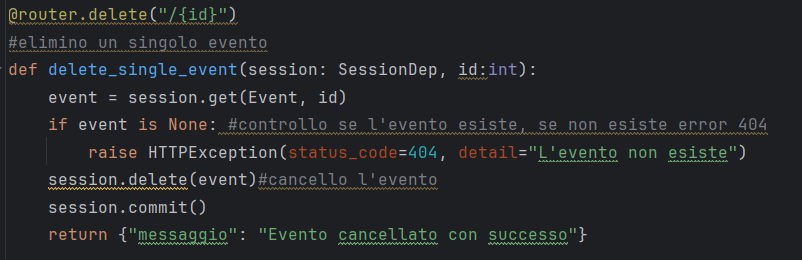 @router.delete("/{id}")
#elimino un singolo evento
def delete_single_event(session: SessionDep, id:int):
    event = session.get(Event, id)
    if event is None: #controllo se l'evento esiste, se non esiste error 404
        raise HTTPException(status_code=404, detail="L'evento non esiste")
    session.delete(event)#cancello l'evento
    session.commit()
    return {"messaggio": "Evento cancellato con successo"}